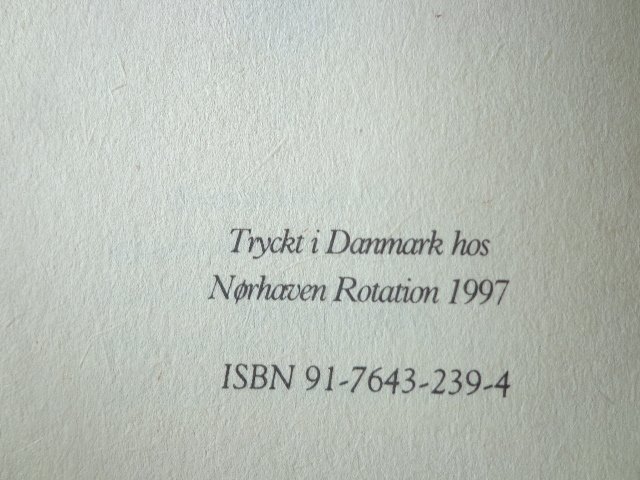 Tryckt i Danmark hos
Nørhaven Rotation 1997
ISBN 91-7643-239-4